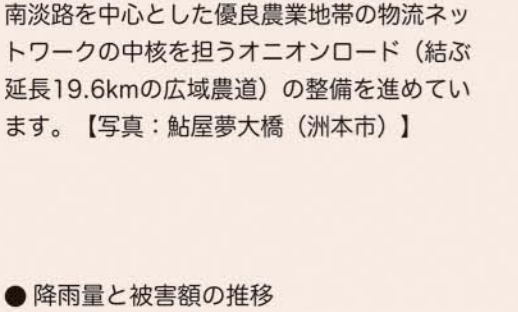 南淡路を中心とした優良農業地帯の物流ネッ
トワークの中核を担うオニオンロード（結ぶ
延長19.6kmの広域農道）の整備を進めてい
ます。【写真：鮎屋夢大橋（洲本市）】
● 降雨量と被害額の推移